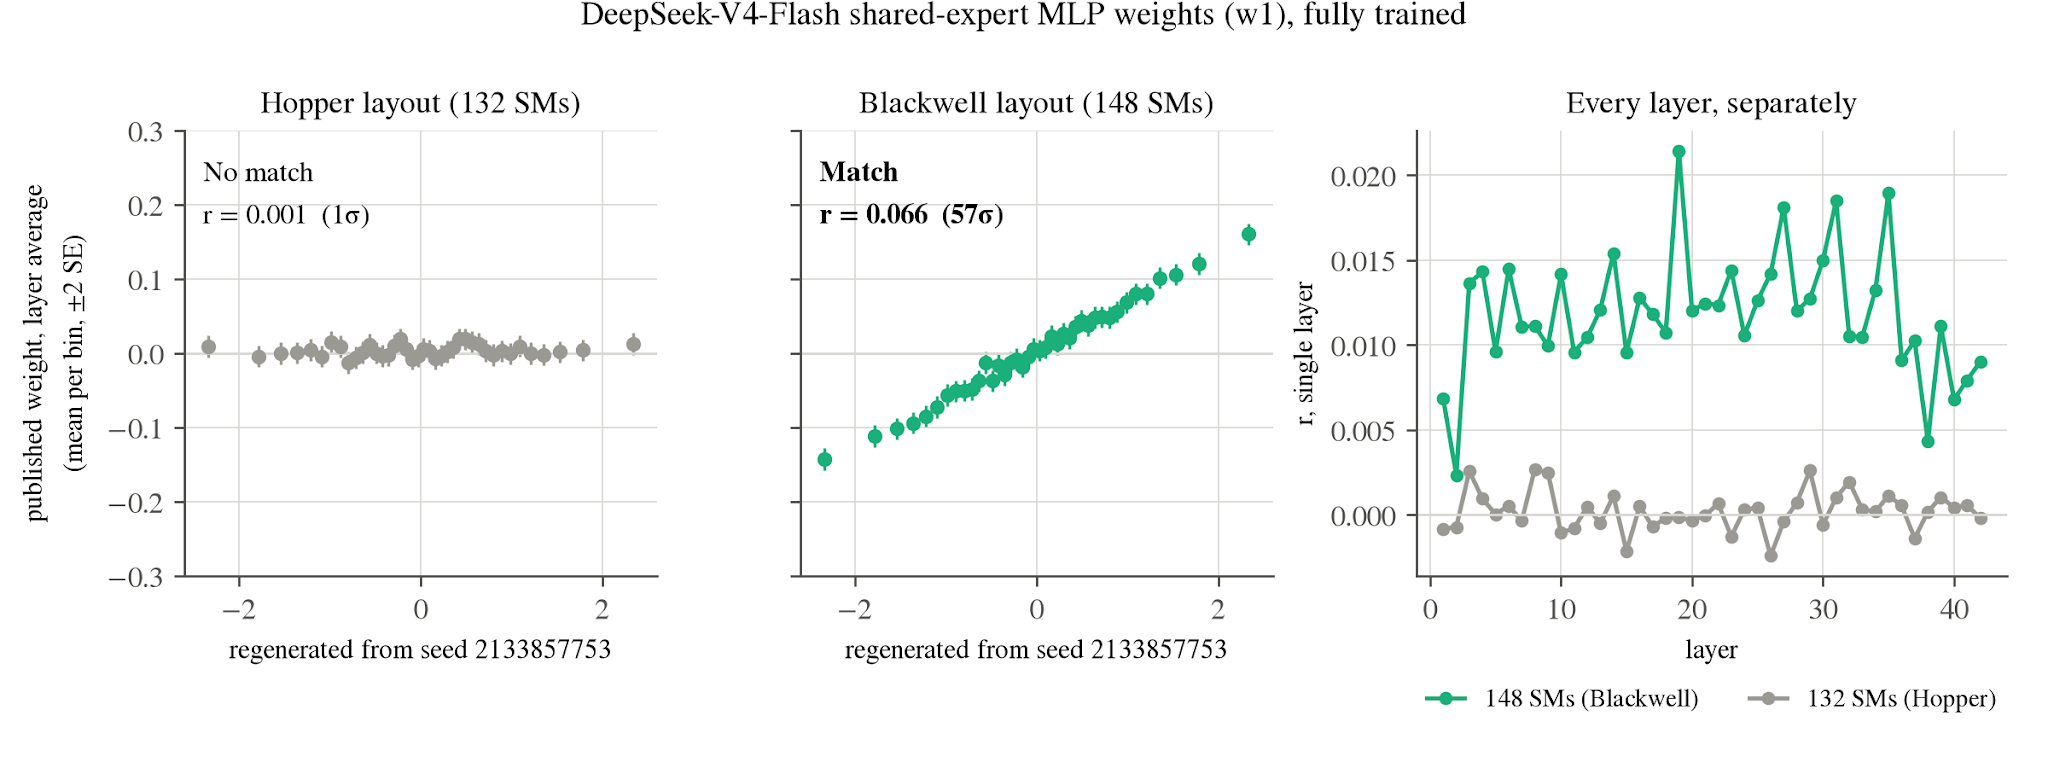 DeepSeek-V4-Flash shared-expert MLP weights (w1), fully trained
Hopper layout (132 SMs)
No match
r = 0.001 (1σ)
0.3
0.2
0.1
0.0
−0.1
−0.2
−0.3
−2
0
2
published weight, layer average
(mean per bin, ±2 SE)
regenerated from seed 2133857753
Blackwell layout (148 SMs)
Match
r = 0.066 (57σ)
−2
0
2
regenerated from seed 2133857753
Every layer, separately
0.020
0.015
0.010
0.005
0.000
r, single layer
0
10
20
30
40
layer
148 SMs (Blackwell)
132 SMs (Hopper)